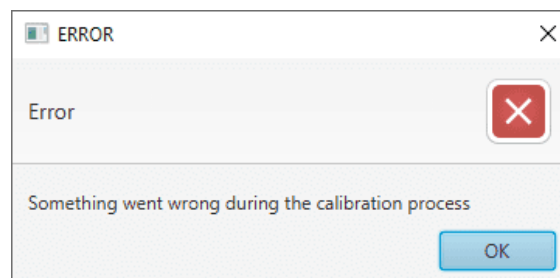 ERROR
Error
Something went wrong during the calibration process
OK